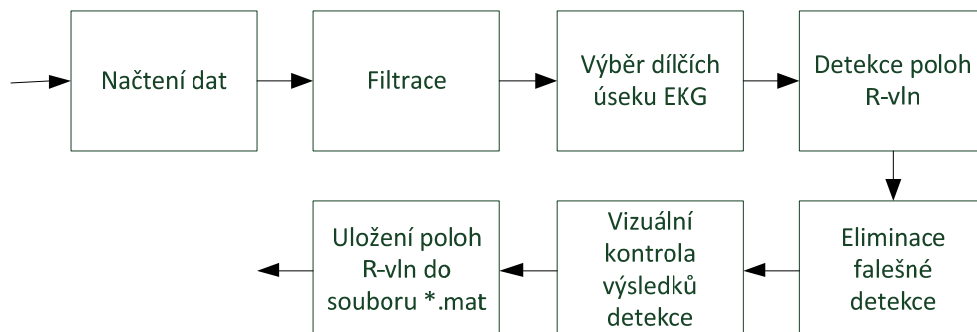 Načtení dat
Filtrace
Výběr dílčích
úseku EKG
Detekce poloh
R-vln
Eliminace
falešné
detekce
Vizuální
kontrola
výsledků
detekce
Uložení poloh
R-vln do
souboru *.mat